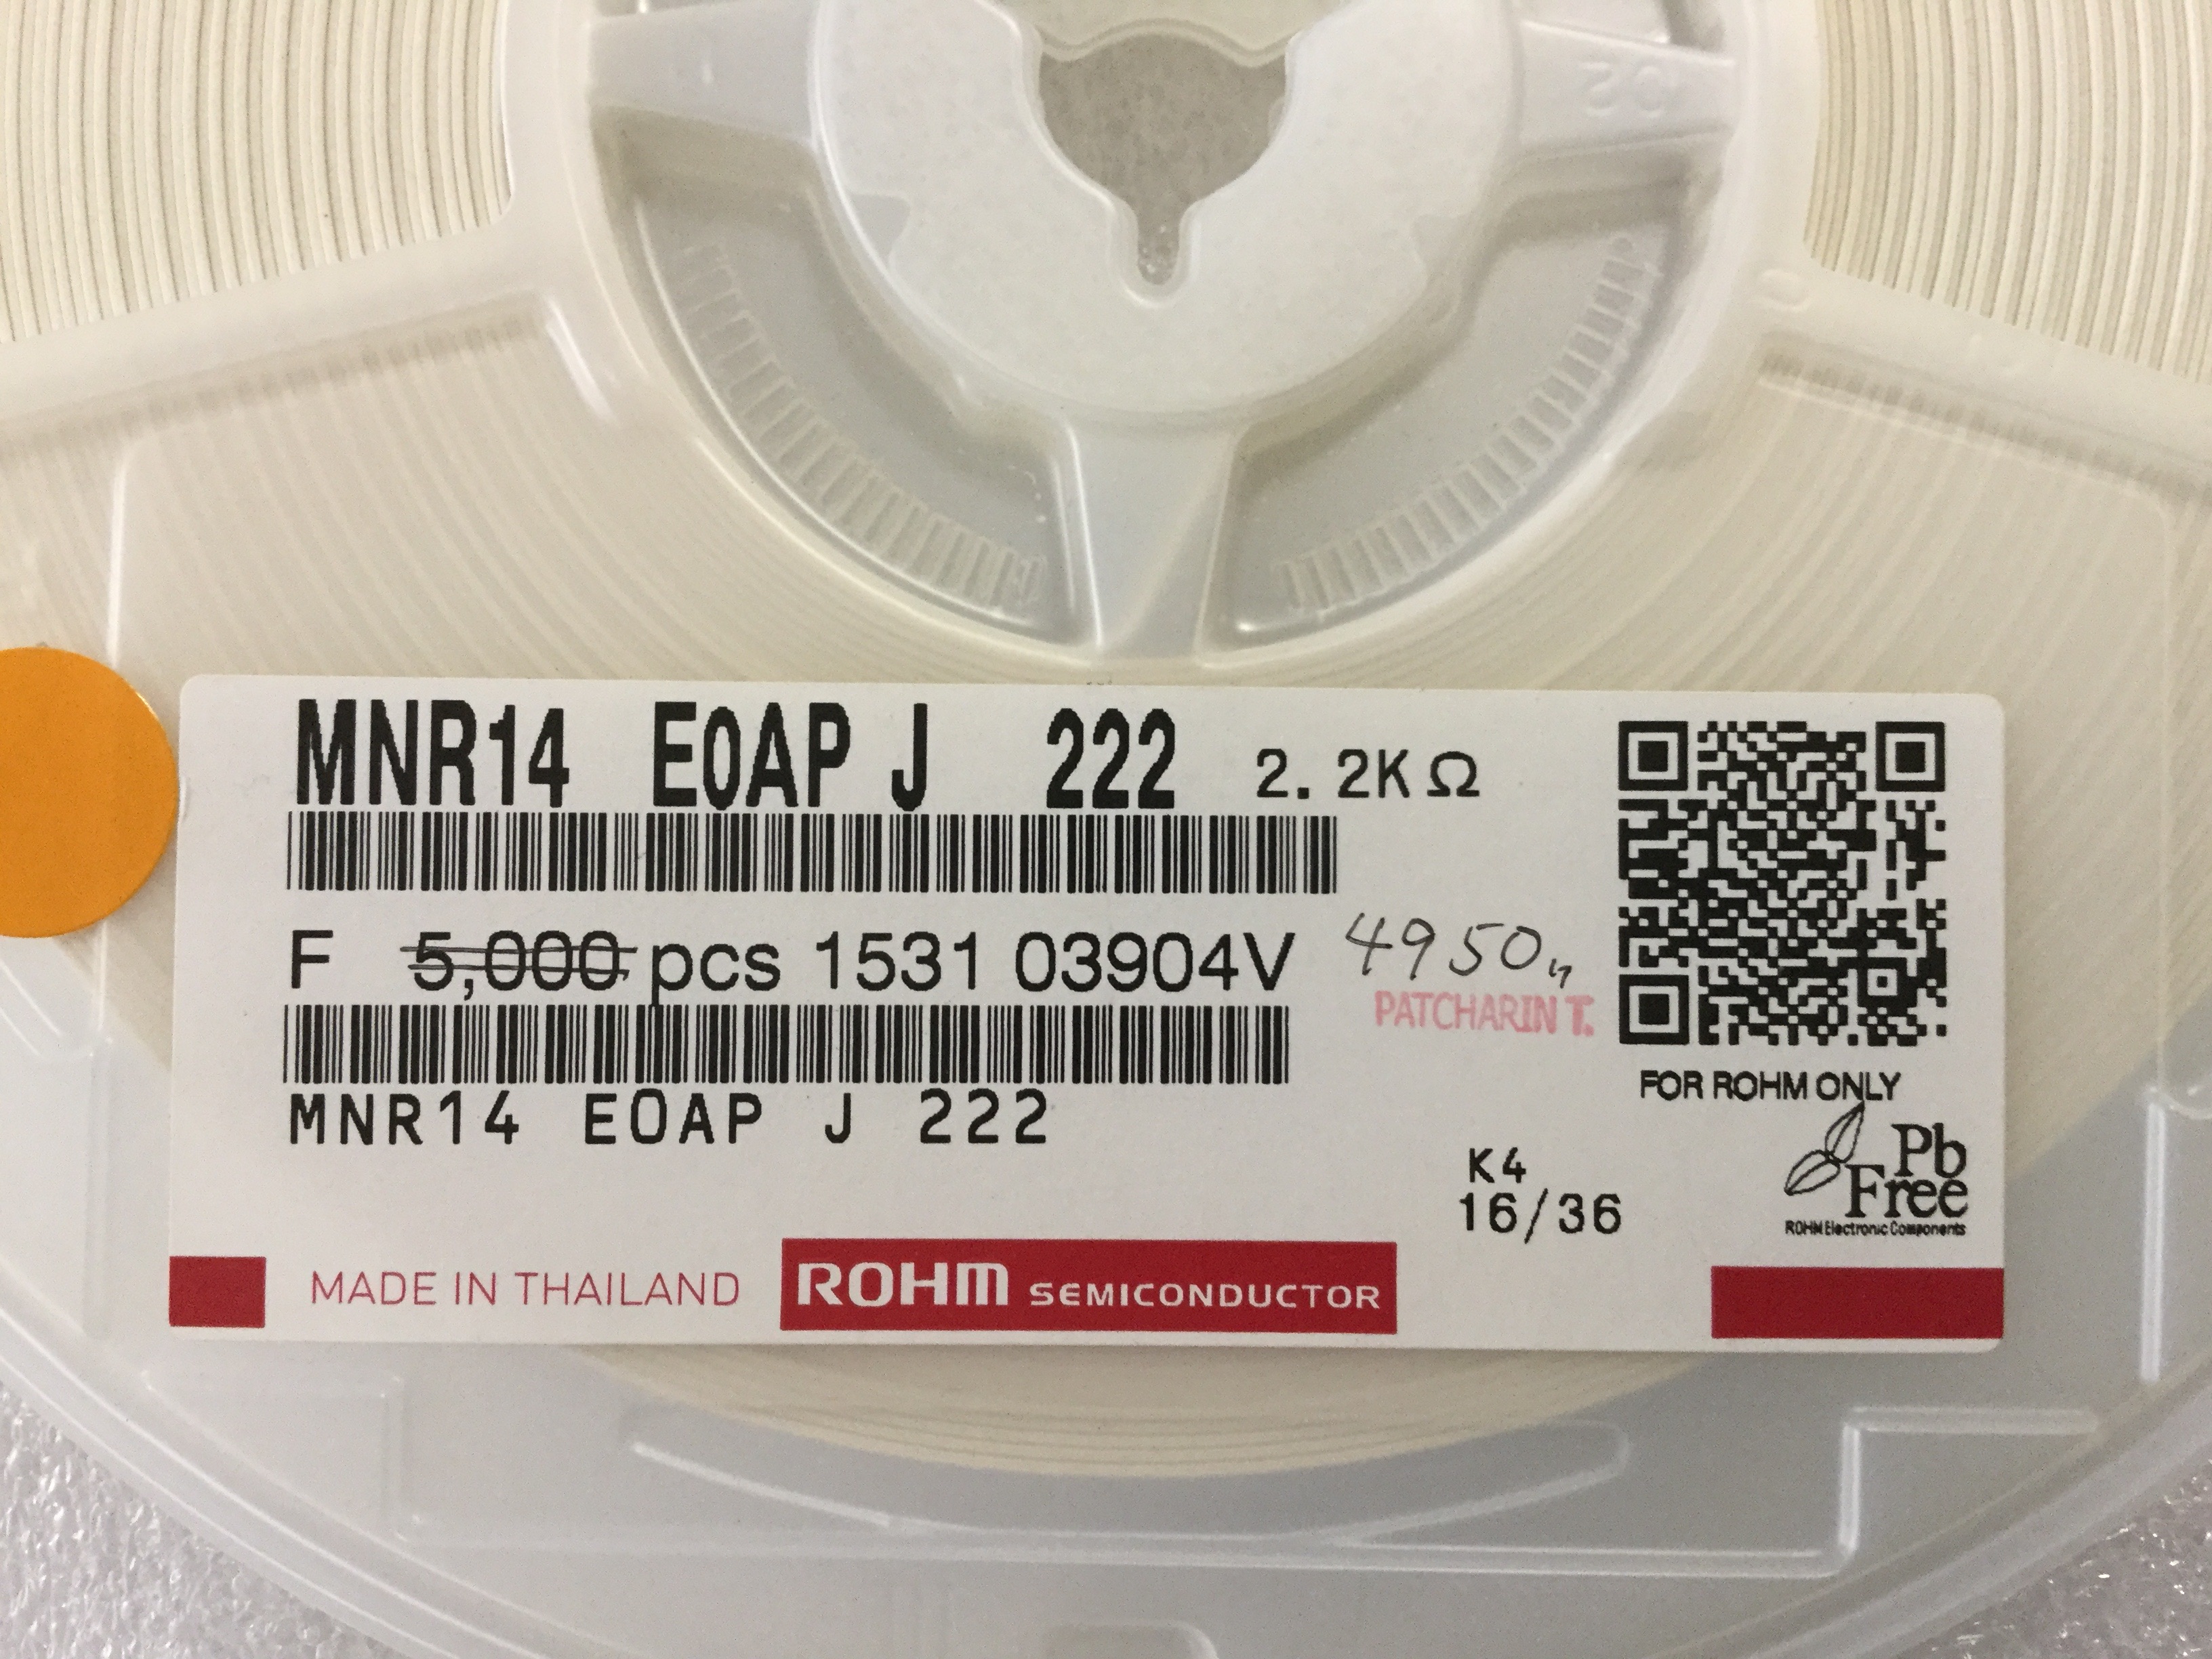 MNR14 E0AP J 222 2.2KΩ
F 5,000 pcs 1531 03904V 4950
PATCHARIN T.
MNR14 E0AP J 222
FOR ROHM ONLY
K4
16/36
Pb
Free
ROHM Electronic Components
MADE IN THAILAND ROHM SEMICONDUCTOR